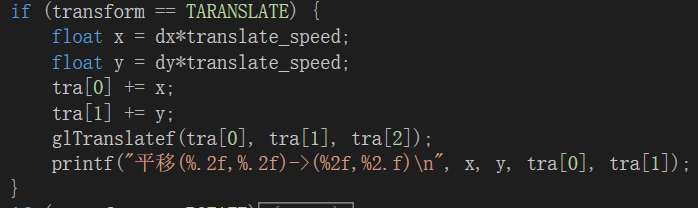 if (transform == TARANSLATE) {
float x = dx*translate_speed;
float y = dy*translate_speed;
tra[0] += x;
tra[1] += y;
glTranslatef(tra[0], tra[1], tra[2]);
printf("平移(%.2f,%.2f)->(%2f,%2.f)\n", x, y, tra[0], tra[1]);
}